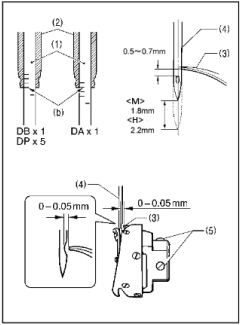 (2)
(1)
(b)
DB x 1
DP x 5
DA x 1
(4)
(3)
0.5~0.7mm
<M>
1.8mm
<H>
2.2mm
(4)
0-0.05mm
(3)
0-0.05mm
(5)